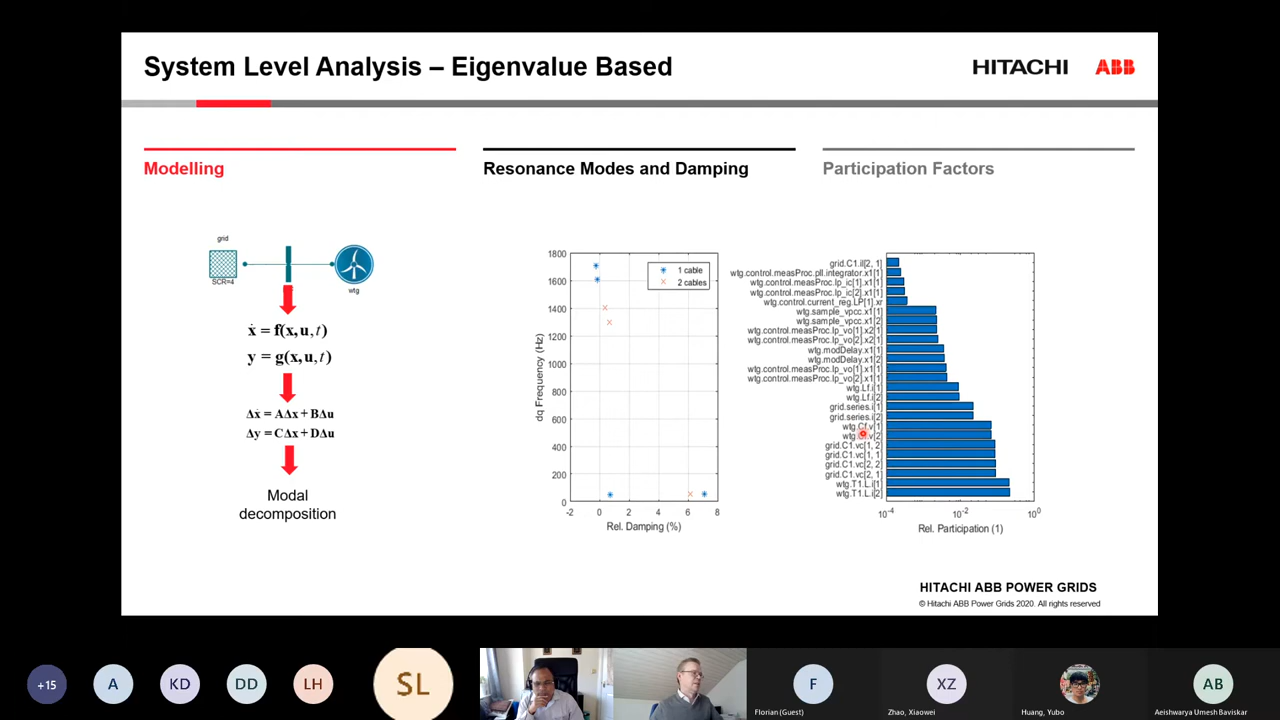 System Level Analysis – Eigenvalue Based
HITACHI ABB
Modelling
Resonance Modes and Damping
Participation Factors
grid
SCR=4
wtg
ẋ = f(x,u,t)
y = g(x,u,t)
Δẋ = AΔx + BΔu
Δy = CΔx + DΔu
Modal
decomposition
1800
1600
1400
1200
1000
800
600
400
200
0
dq Frequency (Hz)
1 cable
2 cables
-2 0 2 4 6 8
Rel. Damping (%)
grid.C1.il[2, 1]
wtg.control.measProc.pll.integrator.x1[1]
wtg.control.measProc.lp_ic[1].x1[1]
wtg.control.measProc.lp_ic[2].x1[1]
wtg.control.current_reg.LP[1].xr
wtg.sample_vpcc.x1[1]
wtg.sample_vpcc.x1[2]
wtg.control.measProc.lp_vo[1].x2[1]
wtg.control.measProc.lp_vo[2].x2[1]
wtg.modDelay.x1[1]
wtg.modDelay.x1[2]
wtg.control.measProc.lp_vo[1].x1[1]
wtg.control.measProc.lp_vo[2].x1[1]
wtg.Lf.i[1]
wtg.Lf.i[2]
grid.series.i[1]
grid.series.i[2]
wtg.Cf.v[1]
wtg. v[2]
grid.C1.vc[1, 2]
grid.C1.vc[1, 1]
grid.C1.vc[2, 2]
grid.C1.vc[2, 1]
wtg.T1.L.i[1]
wtg.T1.L.i[2]
10⁻⁴ 10⁻² 10⁰
Rel. Participation (1)
HITACHI ABB POWER GRIDS
© Hitachi ABB Power Grids 2020. All rights reserved
+15 A KD DD LH SL F XZ AB
Florian (Guest)
Zhao, Xiaowei
Huang, Yubo
Aeishwarya Umesh Baviskar